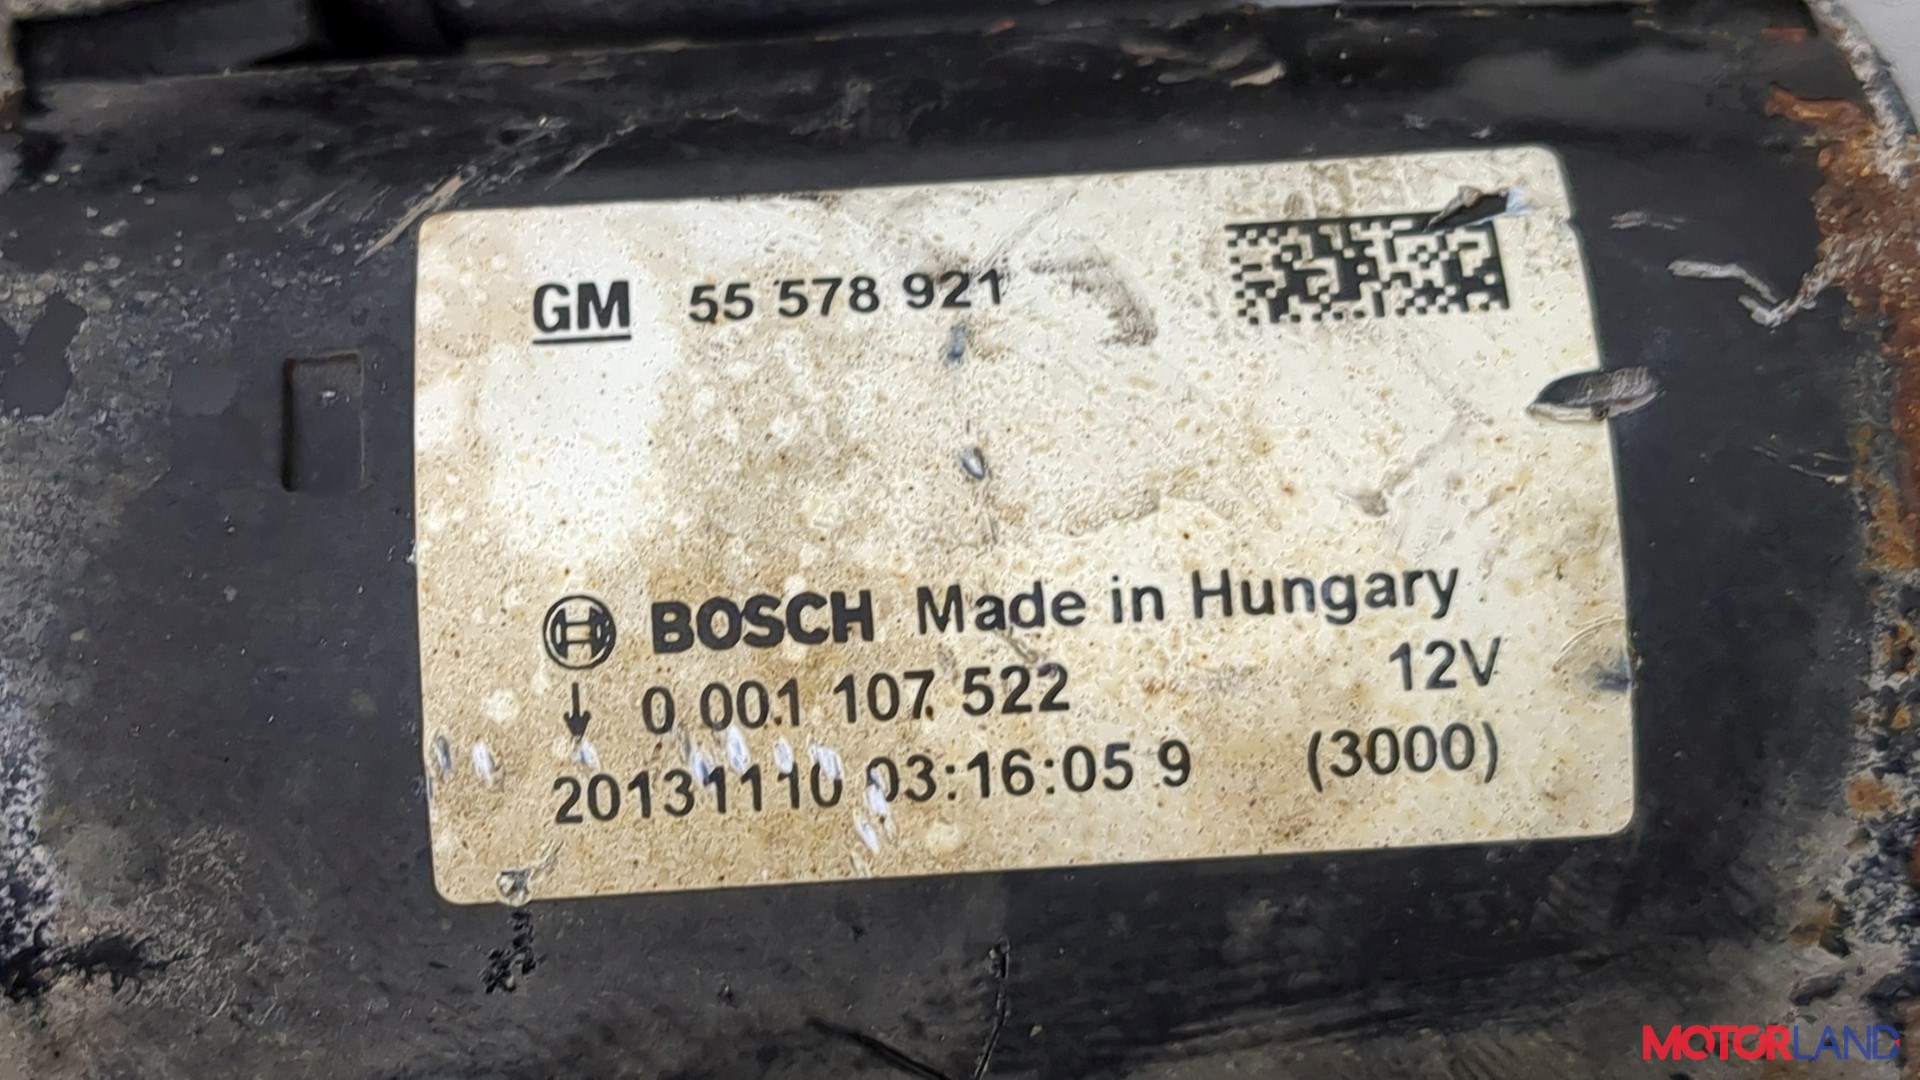 GM 55 578 921
BOSCH Made in Hungary
0 001 107 522 12V
20131110 03:16:05 9 (3000)
MOTORLAND